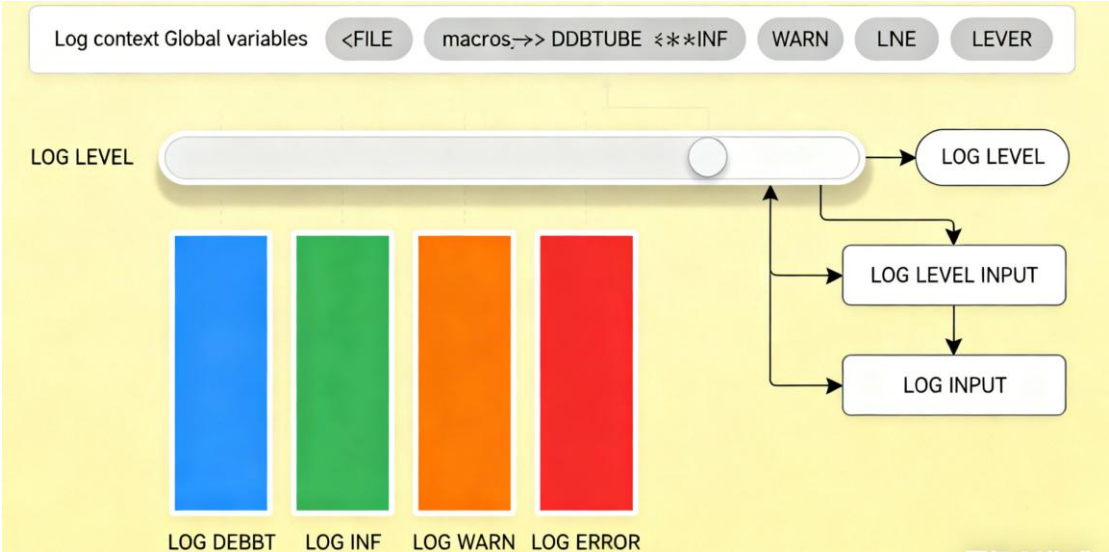 Log context Global variables <FILE macros,→> DDBTUBE <**INF WARN LNE LEVER
LOG LEVEL
LOG LEVEL
LOG LEVEL INPUT
LOG INPUT
LOG DEBBT LOG INF LOG WARN LOG ERROR